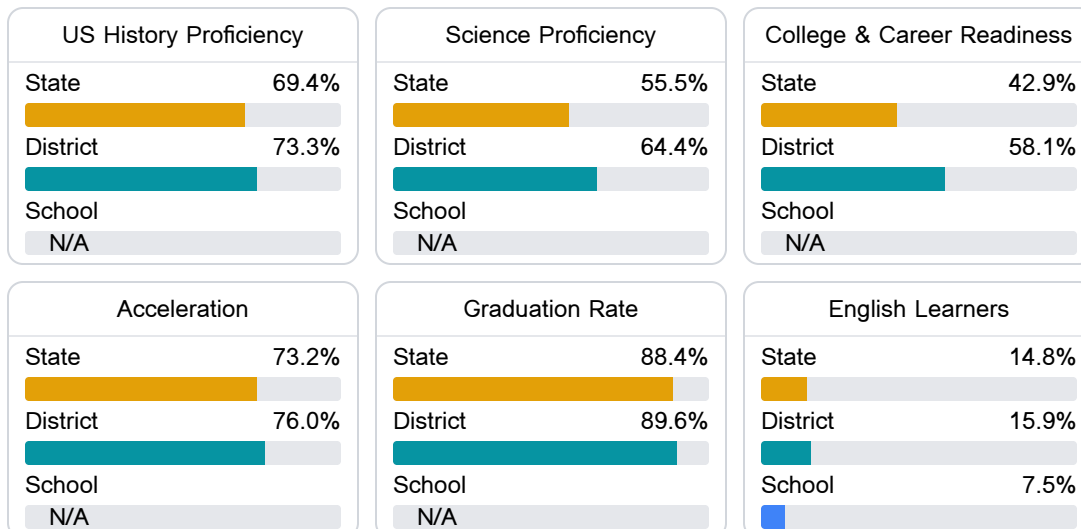 US History Proficiency
State 69.4%
District 73.3%
School
N/A
Science Proficiency
State 55.5%
District 64.4%
School
N/A
College & Career Readiness
State 42.9%
District 58.1%
School
N/A
Acceleration
State 73.2%
District 76.0%
School
N/A
Graduation Rate
State 88.4%
District 89.6%
School
N/A
English Learners
State 14.8%
District 15.9%
School 7.5%